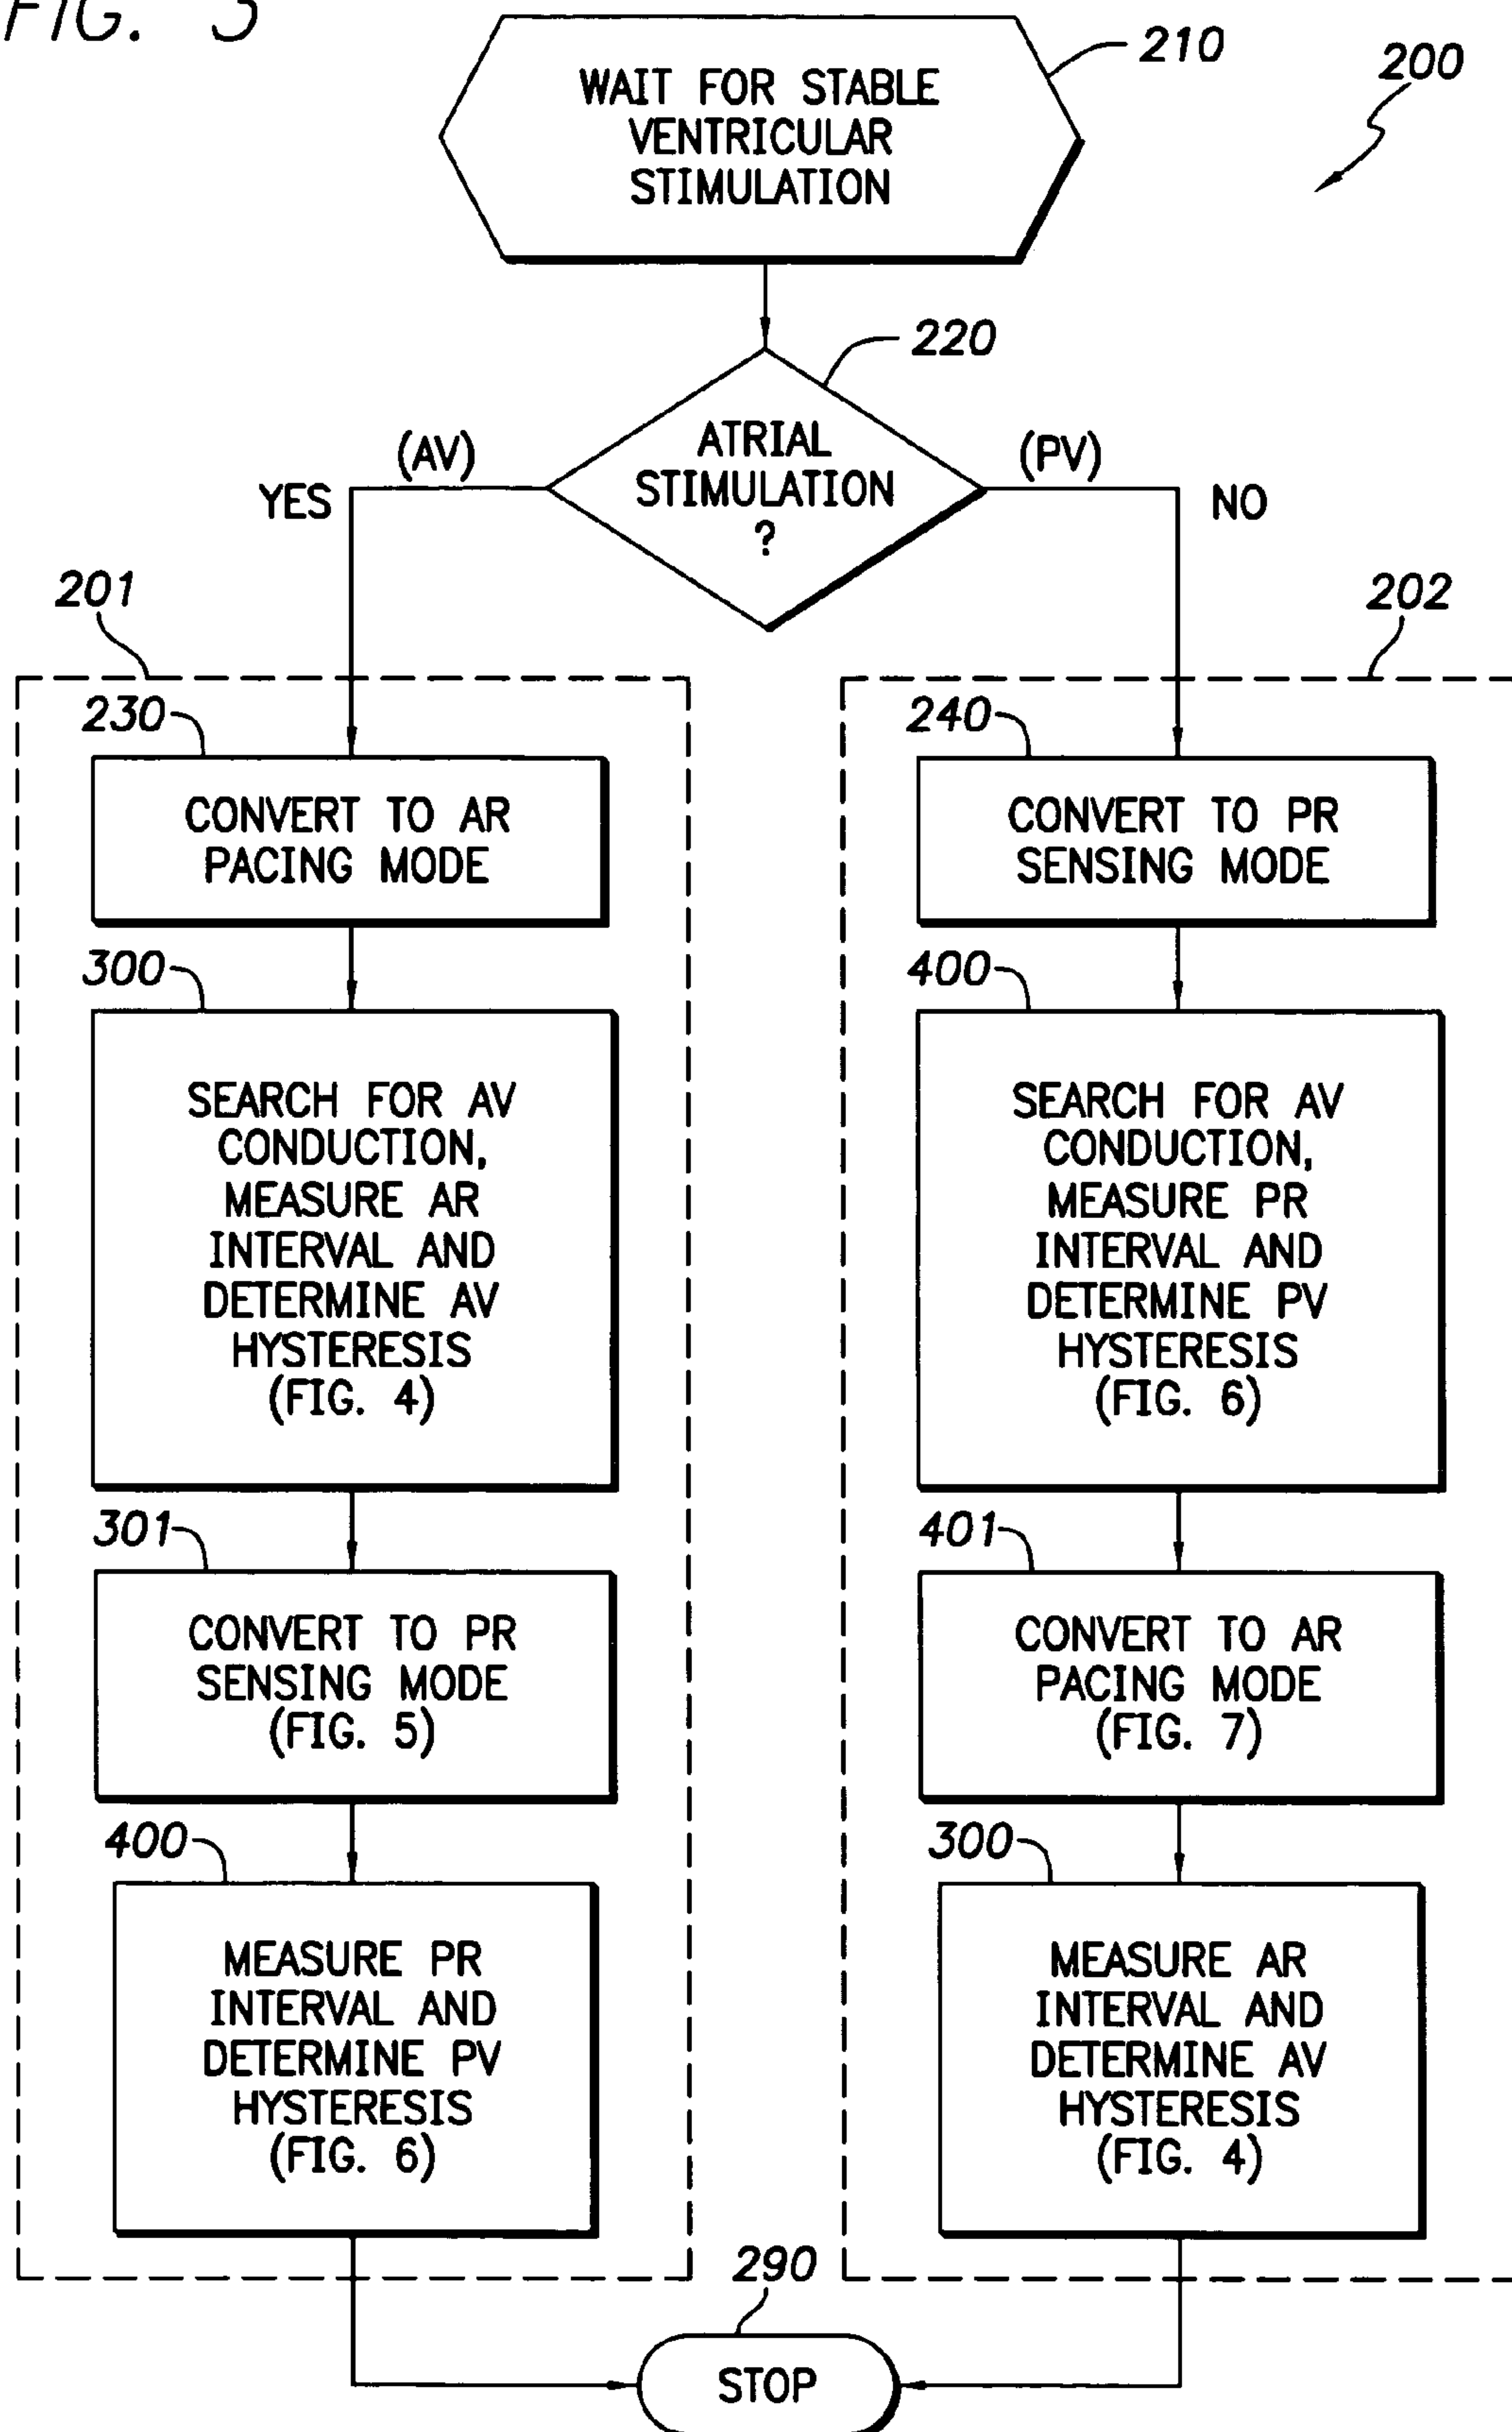 FIG. 3
210
200
WAIT FOR STABLE
VENTRICULAR
STIMULATION
220
ATRIAL
STIMULATION
?
(AV)
YES
(PV)
NO
201
230
CONVERT TO AR
PACING MODE
300
SEARCH FOR AV
CONDUCTION,
MEASURE AR
INTERVAL AND
DETERMINE AV
HYSTERESIS
(FIG. 4)
301
CONVERT TO PR
SENSING MODE
(FIG. 5)
400
MEASURE PR
INTERVAL AND
DETERMINE PV
HYSTERESIS
(FIG. 6)
202
240
CONVERT TO PR
SENSING MODE
400
SEARCH FOR AV
CONDUCTION,
MEASURE PR
INTERVAL AND
DETERMINE PV
HYSTERESIS
(FIG. 6)
401
CONVERT TO AR
PACING MODE
(FIG. 7)
300
MEASURE AR
INTERVAL AND
DETERMINE AV
HYSTERESIS
(FIG. 4)
290
STOP